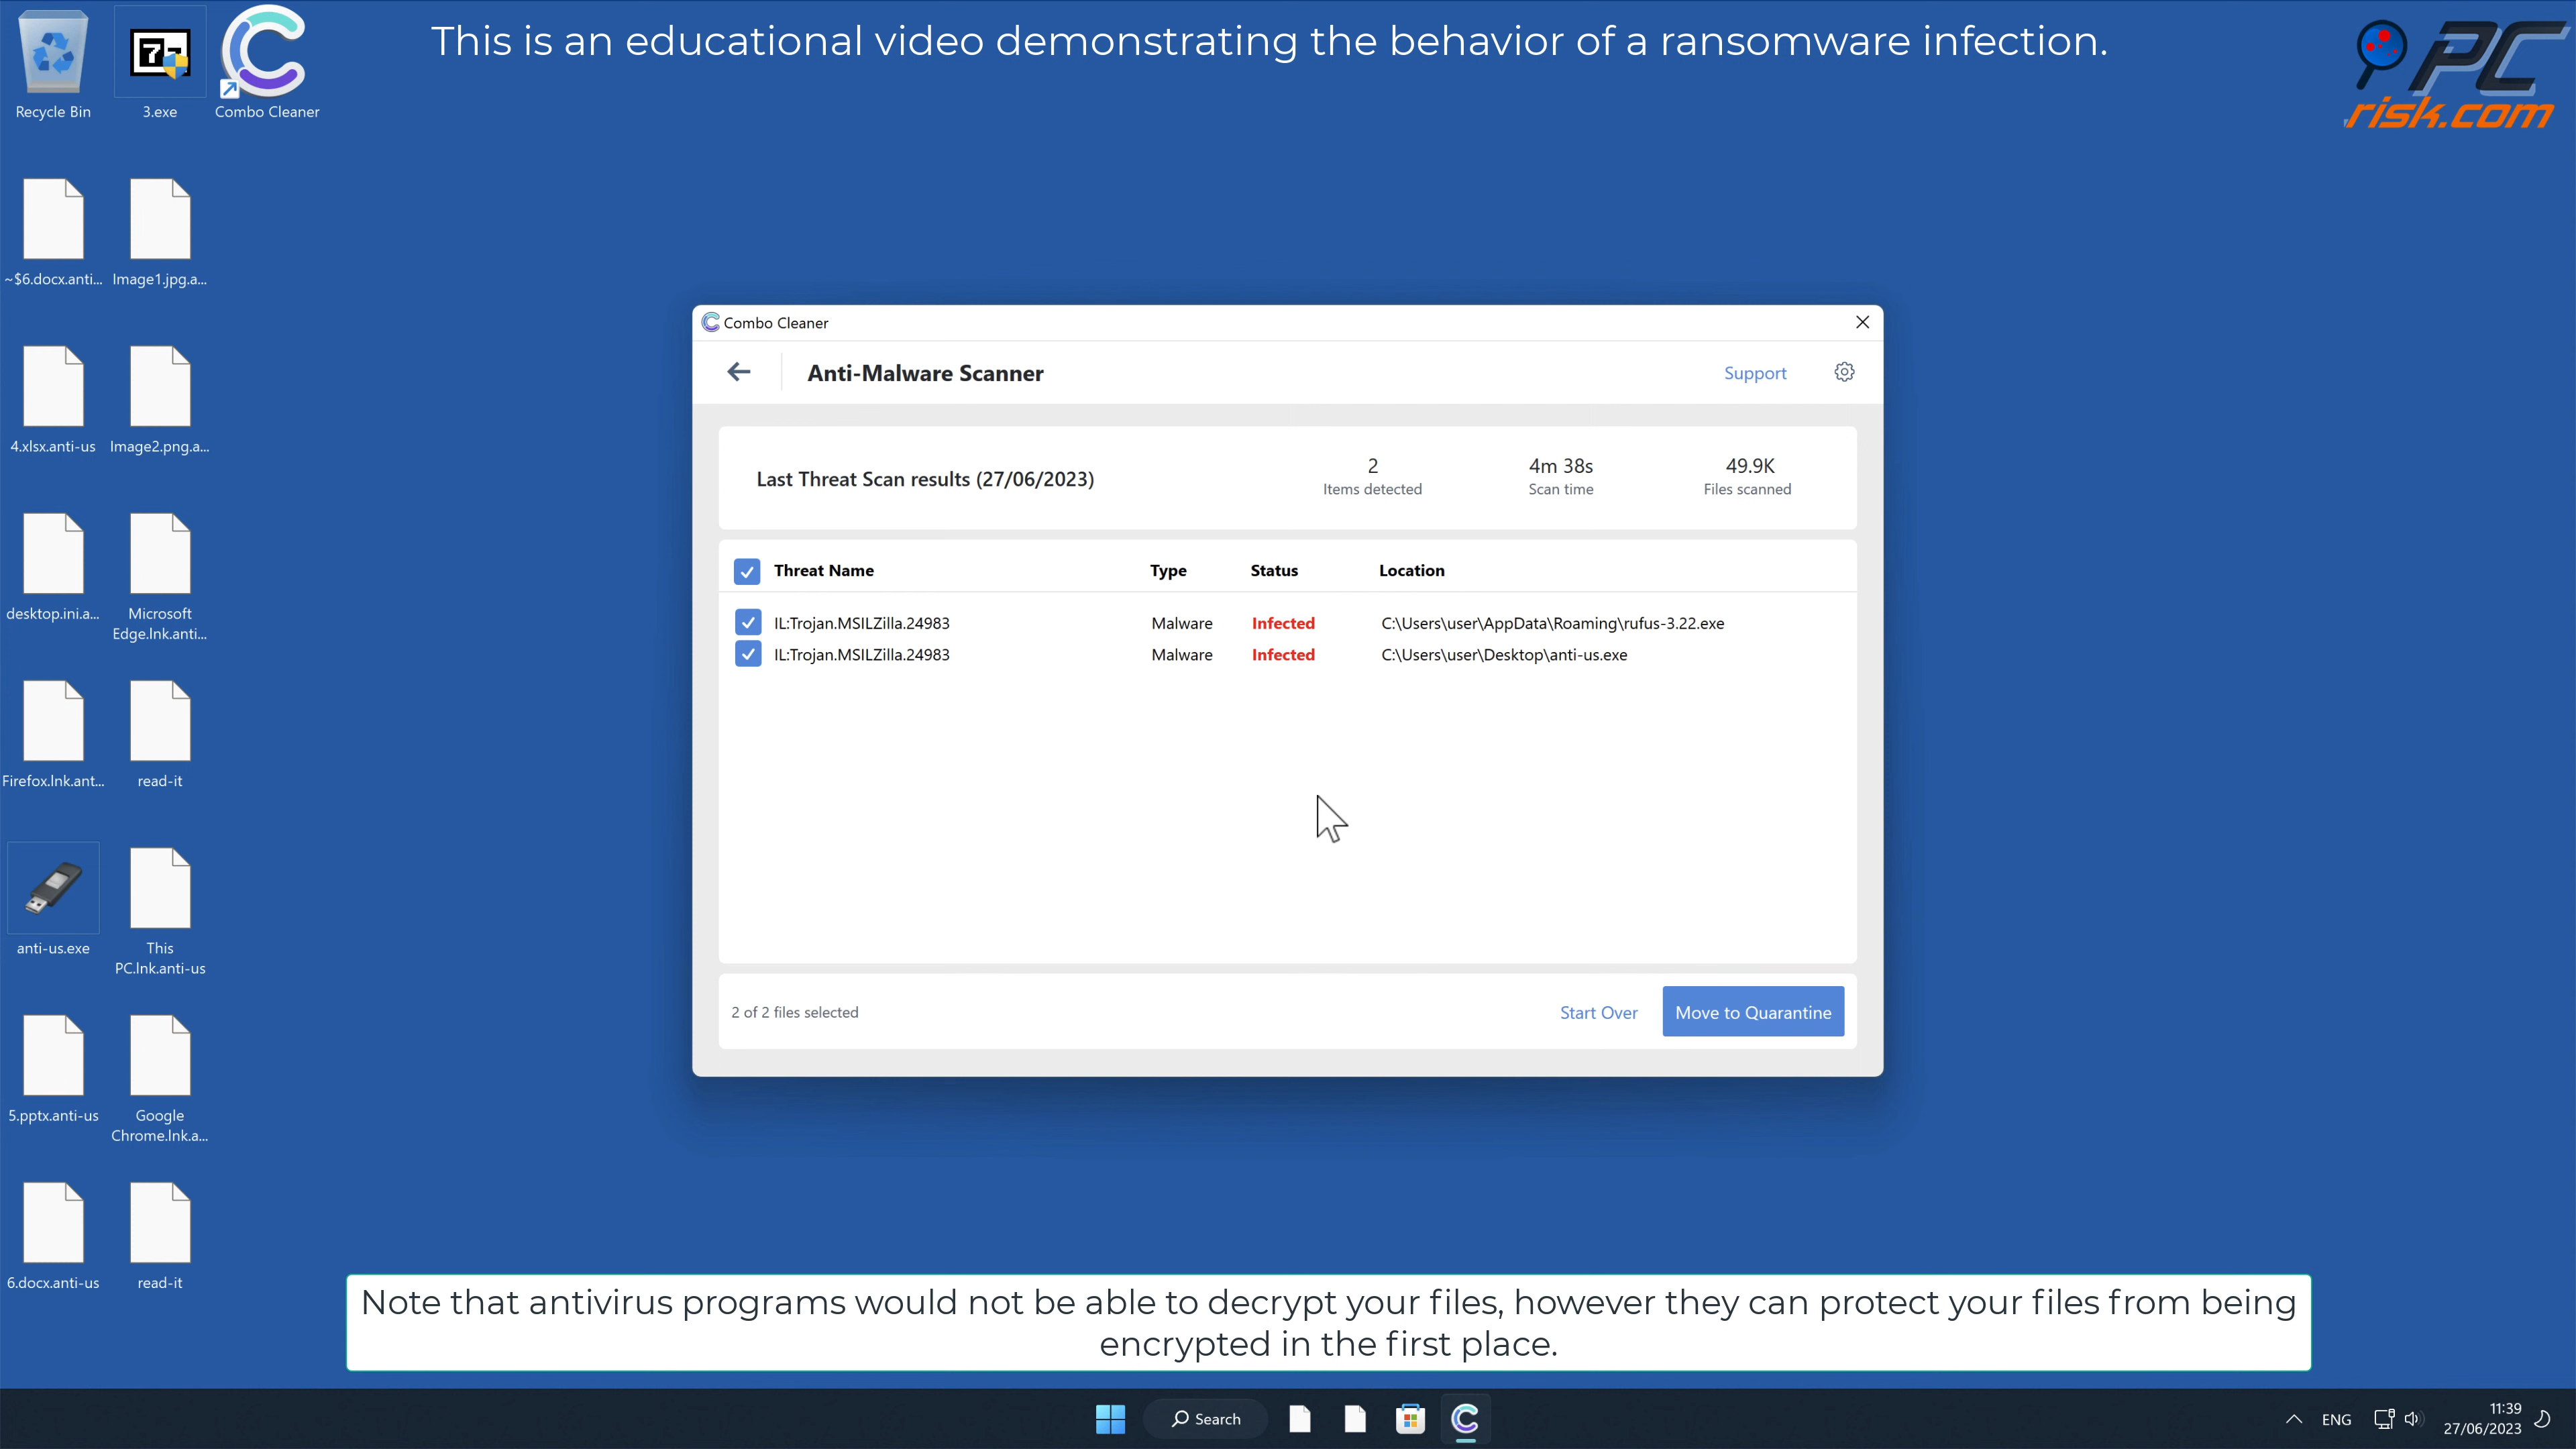 This is an educational video demonstrating the behavior of a ransomware infection.
PC
risk.com
Recycle Bin
3.exe
Combo Cleaner
~$6.docx.anti...
Image1.jpg.a...
4.xlsx.anti-us
Image2.png.a...
desktop.ini.a...
Microsoft
Edge.lnk.anti...
Firefox.lnk.ant...
read-it
anti-us.exe
This
PC.lnk.anti-us
5.pptx.anti-us
Google
Chrome.lnk.a...
6.docx.anti-us
read-it
Combo Cleaner
Anti-Malware Scanner
Support
Last Threat Scan results (27/06/2023)
2
Items detected
4m 38s
Scan time
49.9K
Files scanned
Threat Name Type Status Location
IL:Trojan.MSILZilla.24983 Malware Infected C:\Users\user\AppData\Roaming\rufus-3.22.exe
IL:Trojan.MSILZilla.24983 Malware Infected C:\Users\user\Desktop\anti-us.exe
2 of 2 files selected
Start Over
Move to Quarantine
Note that antivirus programs would not be able to decrypt your files, however they can protect your files from being
encrypted in the first place.
Search
ENG
11:39
27/06/2023